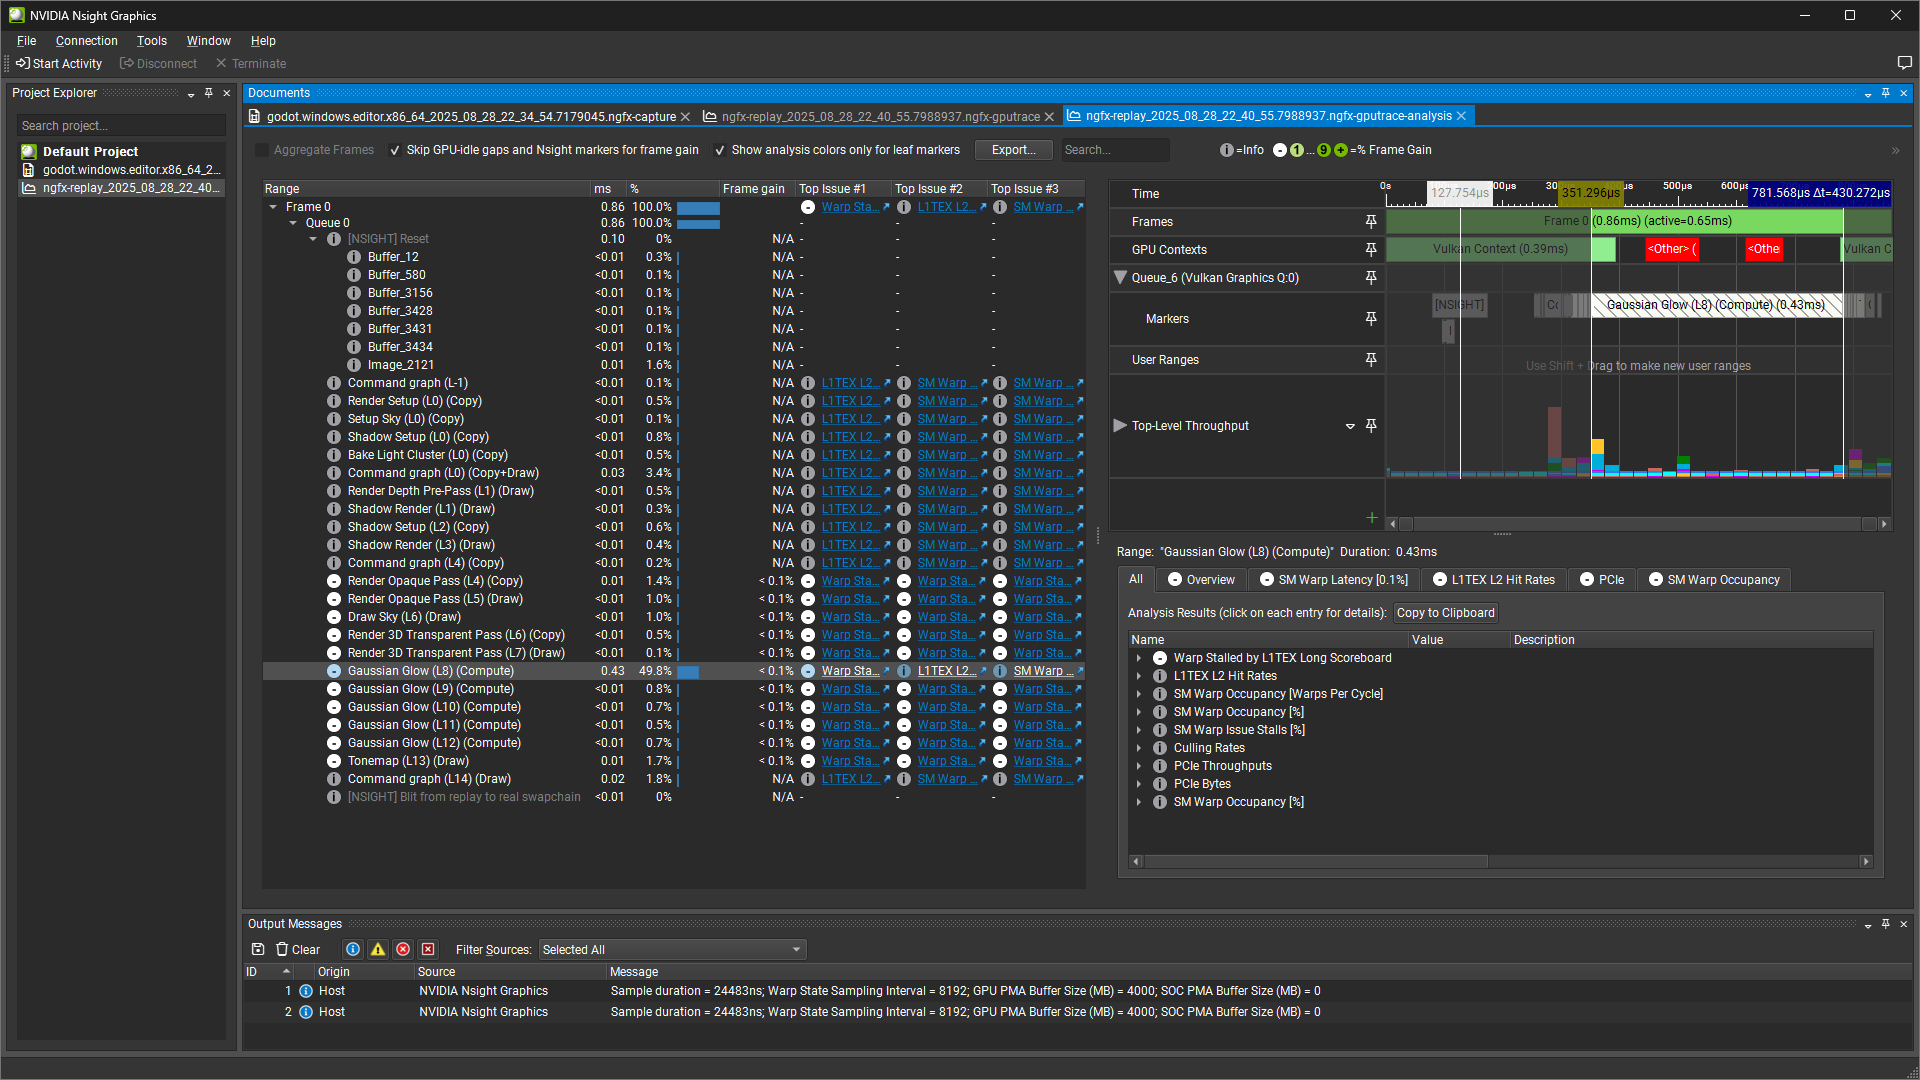 NVIDIA Nsight Graphics
File Connection Tools Window Help
Start Activity Disconnect Terminate
Project Explorer
Search project...
Default Project
godot.windows.editor.x86_64_2...
ngfx-replay_2025_08_28_22_40...
Documents
godot.windows.editor.x86_64_2025_08_28_22_34_54.7179045.ngfx-capture ngfx-replay_2025_08_28_22_40_55.7988937.ngfx-gputrace ngfx-replay_2025_08_28_22_40_55.7988937.ngfx-gputrace-analysis
Aggregate Frames Skip GPU-idle gaps and Nsight markers for frame gain Show analysis colors only for leaf markers Export... Search... i=Info - 1 ... 9 + =% Frame Gain
Range ms % Frame gain Top Issue #1 Top Issue #2 Top Issue #3
Frame 0 0.86 100.0% Warp Sta... L1TEX L2... SM Warp ...
Queue 0 0.86 100.0% - - -
[NSIGHT] Reset 0.10 0% N/A - - -
Buffer_12 <0.01 0.3% N/A - - -
Buffer_580 <0.01 0.1% N/A - - -
Buffer_3156 <0.01 0.1% N/A - - -
Buffer_3428 <0.01 0.1% N/A - - -
Buffer_3431 <0.01 0.1% N/A - - -
Buffer_3434 <0.01 0.1% N/A - - -
Image_2121 0.01 1.6% N/A - - -
Command graph (L-1) <0.01 0.1% N/A L1TEX L2... SM Warp ... SM Warp ...
Render Setup (L0) (Copy) <0.01 0.5% N/A L1TEX L2... SM Warp ... SM Warp ...
Setup Sky (L0) (Copy) <0.01 0.1% N/A L1TEX L2... SM Warp ... SM Warp ...
Shadow Setup (L0) (Copy) <0.01 0.8% N/A L1TEX L2... SM Warp ... SM Warp ...
Bake Light Cluster (L0) (Copy) <0.01 0.5% N/A L1TEX L2... SM Warp ... SM Warp ...
Command graph (L0) (Copy+Draw) 0.03 3.4% N/A L1TEX L2... SM Warp ... SM Warp ...
Render Depth Pre-Pass (L1) (Draw) <0.01 0.5% N/A L1TEX L2... SM Warp ... SM Warp ...
Shadow Render (L1) (Draw) <0.01 0.3% N/A L1TEX L2... SM Warp ... SM Warp ...
Shadow Setup (L2) (Copy) <0.01 0.6% N/A L1TEX L2... SM Warp ... SM Warp ...
Shadow Render (L3) (Draw) <0.01 0.4% N/A L1TEX L2... SM Warp ... SM Warp ...
Command graph (L4) (Copy) <0.01 0.2% N/A L1TEX L2... SM Warp ... SM Warp ...
Render Opaque Pass (L4) (Copy) 0.01 1.4% < 0.1% Warp Sta... Warp Sta... Warp Sta...
Render Opaque Pass (L5) (Draw) <0.01 1.0% < 0.1% Warp Sta... Warp Sta... Warp Sta...
Draw Sky (L6) (Draw) <0.01 1.0% < 0.1% Warp Sta... Warp Sta... Warp Sta...
Render 3D Transparent Pass (L6) (Copy) <0.01 0.5% < 0.1% Warp Sta... Warp Sta... Warp Sta...
Render 3D Transparent Pass (L7) (Draw) <0.01 0.1% < 0.1% Warp Sta... Warp Sta... Warp Sta...
Gaussian Glow (L8) (Compute) 0.43 49.8% < 0.1% Warp Sta... L1TEX L2... SM Warp ...
Gaussian Glow (L9) (Compute) <0.01 0.8% < 0.1% Warp Sta... Warp Sta... Warp Sta...
Gaussian Glow (L10) (Compute) <0.01 0.7% < 0.1% Warp Sta... Warp Sta... Warp Sta...
Gaussian Glow (L11) (Compute) <0.01 0.5% < 0.1% Warp Sta... Warp Sta... Warp Sta...
Gaussian Glow (L12) (Compute) <0.01 0.7% < 0.1% Warp Sta... Warp Sta... Warp Sta...
Tonemap (L13) (Draw) 0.01 1.7% < 0.1% Warp Sta... Warp Sta... Warp Sta...
Command graph (L14) (Draw) 0.02 1.8% N/A L1TEX L2... SM Warp ... SM Warp ...
[NSIGHT] Blit from replay to real swapchain <0.01 0% N/A - - -
Time 0s 127.754µs 351.296µs 500µs 781.568µs Δt=430.272µs
Frames Frame 0 (0.86ms) (active=0.65ms)
GPU Contexts Vulkan Context (0.39ms) <Other> ( <Othe Vulkan C
Queue_6 (Vulkan Graphics Q:0)
Markers [NSIGHT] Gaussian Glow (L8) (Compute) (0.43ms)
User Ranges Use Shift + Drag to make new user ranges
Top-Level Throughput
Range: "Gaussian Glow (L8) (Compute)" Duration: 0.43ms
All Overview SM Warp Latency [0.1%] L1TEX L2 Hit Rates PCIe SM Warp Occupancy
Analysis Results (click on each entry for details): Copy to Clipboard
Name Value Description
Warp Stalled by L1TEX Long Scoreboard
L1TEX L2 Hit Rates
SM Warp Occupancy [Warps Per Cycle]
SM Warp Occupancy [%]
SM Warp Issue Stalls [%]
Culling Rates
PCIe Throughputs
PCIe Bytes
SM Warp Occupancy [%]
Output Messages
Clear Filter Sources: Selected All
ID Origin Source Message
1 Host NVIDIA Nsight Graphics Sample duration = 24483ns; Warp State Sampling Interval = 8192; GPU PMA Buffer Size (MB) = 4000; SOC PMA Buffer Size (MB) = 0
2 Host NVIDIA Nsight Graphics Sample duration = 24483ns; Warp State Sampling Interval = 8192; GPU PMA Buffer Size (MB) = 4000; SOC PMA Buffer Size (MB) = 0